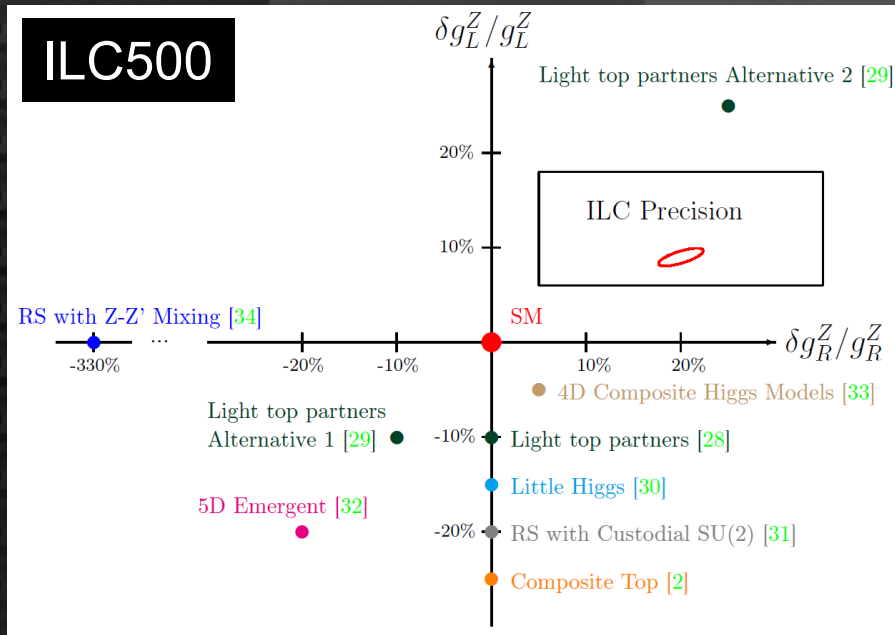 ILC500
δg_L^Z/g_L^Z
Light top partners Alternative 2 [29]
20%
ILC Precision
10%
RS with Z-Z' Mixing [34]
SM
...
δg_R^Z/g_R^Z
-330%
-20%
-10%
10%
20%
4D Composite Higgs Models [33]
Light top partners
Alternative 1 [29]
-10%
Light top partners [28]
Little Higgs [30]
5D Emergent [32]
-20%
RS with Custodial SU(2) [31]
Composite Top [2]